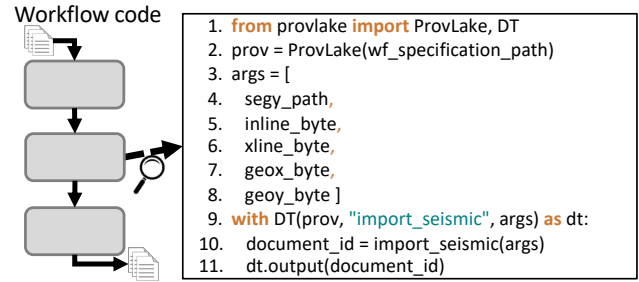 Workflow code
1. from provlake import ProvLake, DT
2. prov = ProvLake(wf_specification_path)
3. args = [
4. segy_path,
5. inline_byte,
6. xline_byte,
7. geox_byte,
8. geoy_byte ]
9. with DT(prov, "import_seismic", args) as dt:
10. document_id = import_seismic(args)
11. dt.output(document_id)